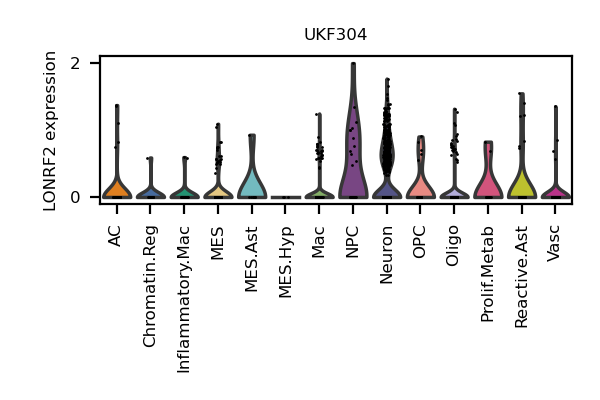 UKF304
LONRF2 expression
2
0
AC
Chromatin.Reg
Inflammatory.Mac
MES
MES.Ast
MES.Hyp
Mac
NPC
Neuron
OPC
Oligo
Prolif.Metab
Reactive.Ast
Vasc